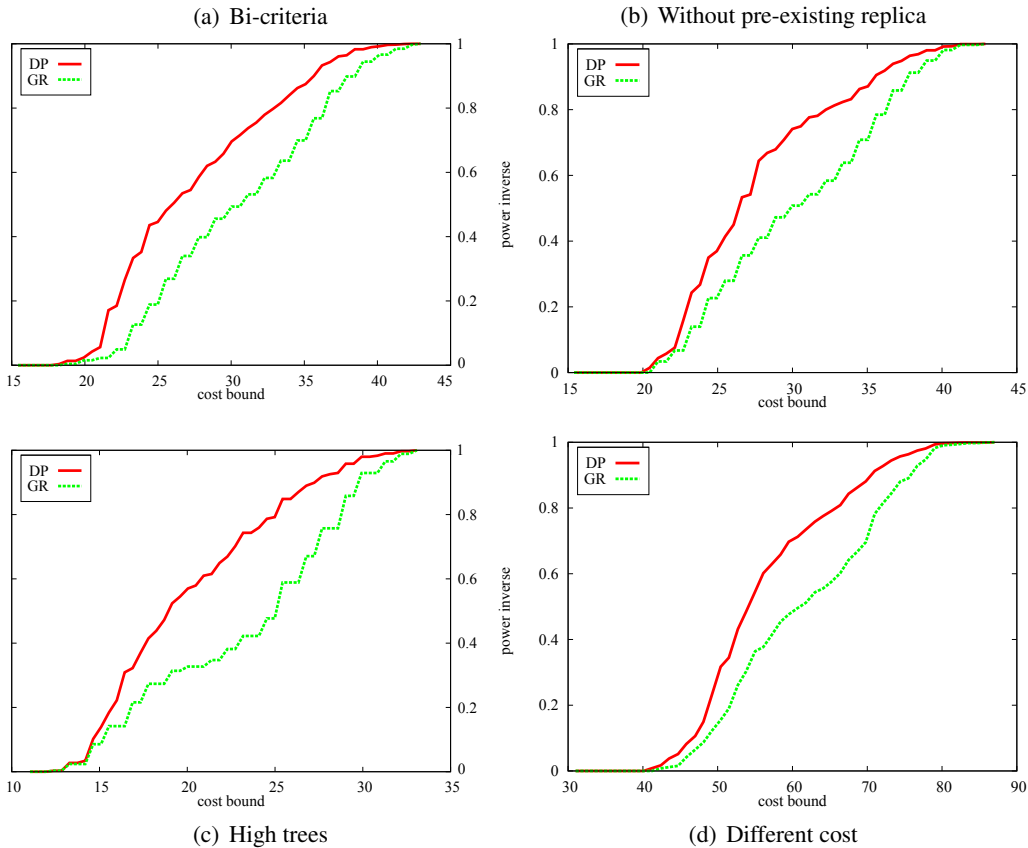 (a) Bi-criteria
(b) Without pre-existing replica
DP
GR
1
0.8
0.6
0.4
0.2
0
15 20 25 30 35 40 45
cost bound
DP
GR
1
0.8
0.6
0.4
0.2
0
power inverse
15 20 25 30 35 40 45
cost bound
DP
GR
1
0.8
0.6
0.4
0.2
0
10 15 20 25 30 35
cost bound
DP
GR
1
0.8
0.6
0.4
0.2
0
power inverse
30 40 50 60 70 80 90
cost bound
(c) High trees
(d) Different cost